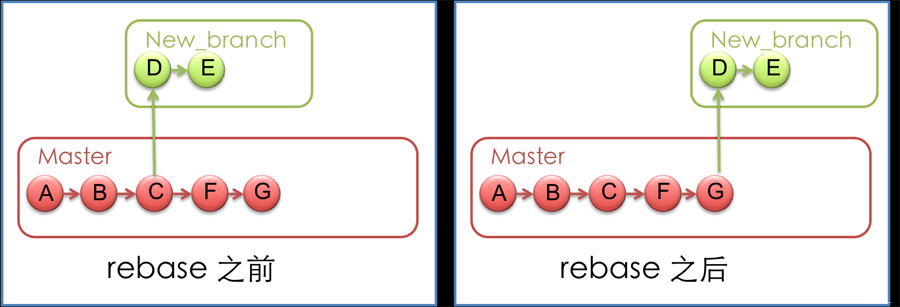 New_branch
D E
Master
A B C F G
rebase 之前
New_branch
D E
Master
A B C F G
rebase 之后